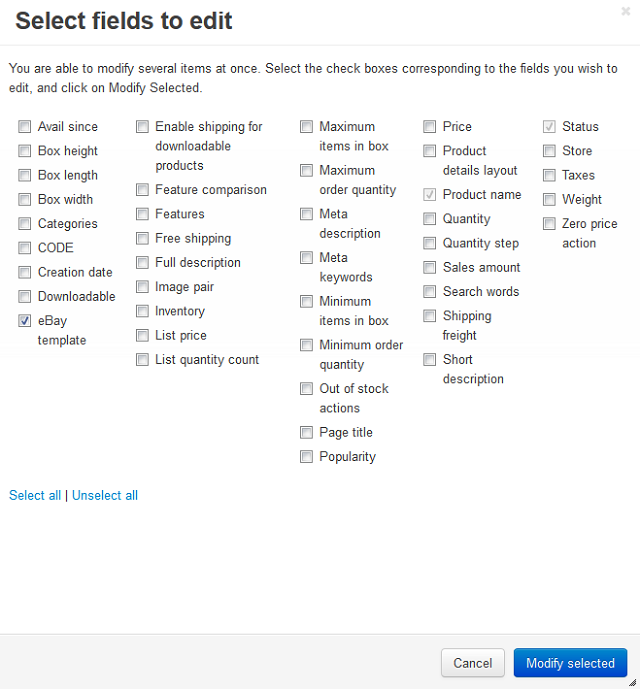 Select fields to edit
You are able to modify several items at once. Select the check boxes corresponding to the fields you wish to
edit, and click on Modify Selected.
Avail since
Box height
Box length
Box width
Categories
CODE
Creation date
Downloadable
eBay
template
Enable shipping for
downloadable
products
Feature comparison
Features
Free shipping
Full description
Image pair
Inventory
List price
List quantity count
Maximum
items in box
Maximum
order quantity
Meta
description
Meta
keywords
Minimum
items in box
Minimum order
quantity
Out of stock
actions
Page title
Popularity
Price
Product
details layout
Product name
Quantity
Quantity step
Sales amount
Search words
Shipping
freight
Short
description
Status
Store
Taxes
Weight
Zero price
action
Select all | Unselect all
Cancel
Modify selected